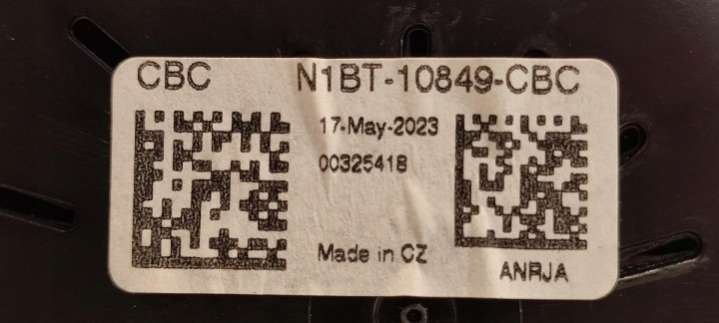 CBC N1BT-10849-CBC
17-May-2023
00325418
Made in CZ
ANRJA